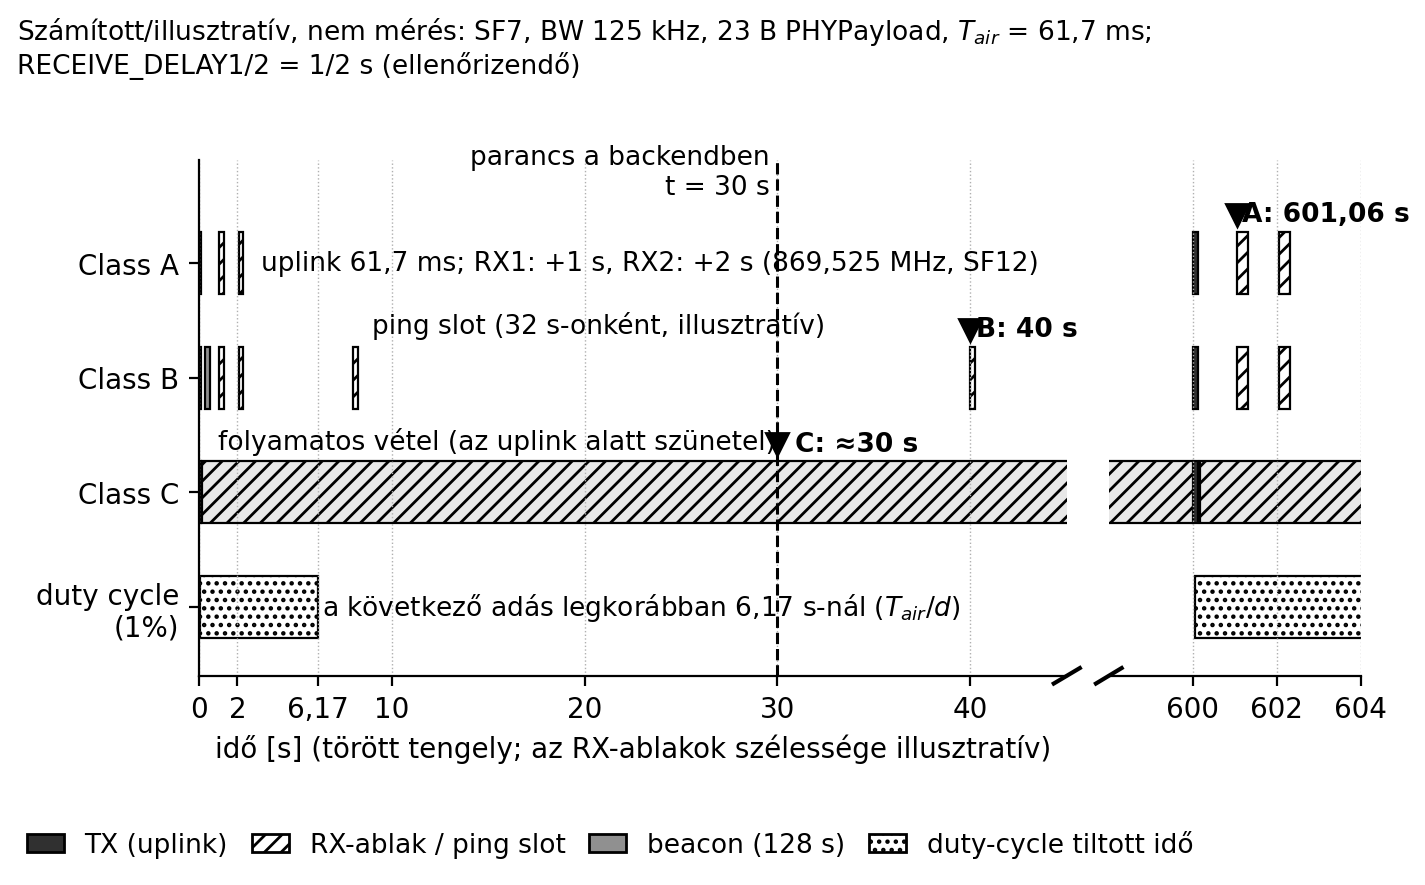 Számított/illusztratív, nem mérés: SF7, BW 125 kHz, 23 B PHYPayload, T_air = 61,7 ms;
RECEIVE_DELAY1/2 = 1/2 s (ellenőrizendő)
parancs a backendben
t = 30 s
A: 601,06 s
Class A
uplink 61,7 ms; RX1: +1 s, RX2: +2 s (869,525 MHz, SF12)
ping slot (32 s-onként, illusztratív)
B: 40 s
Class B
folyamatos vétel (az uplink alatt szünetel)
C: ≈30 s
Class C
duty cycle
(1%)
a következő adás legkorábban 6,17 s-nál (T_air/d)
0 2 6,17 10 20 30 40 600 602 604
idő [s] (törött tengely; az RX-ablakok szélessége illusztratív)
TX (uplink) RX-ablak / ping slot beacon (128 s) duty-cycle tiltott idő